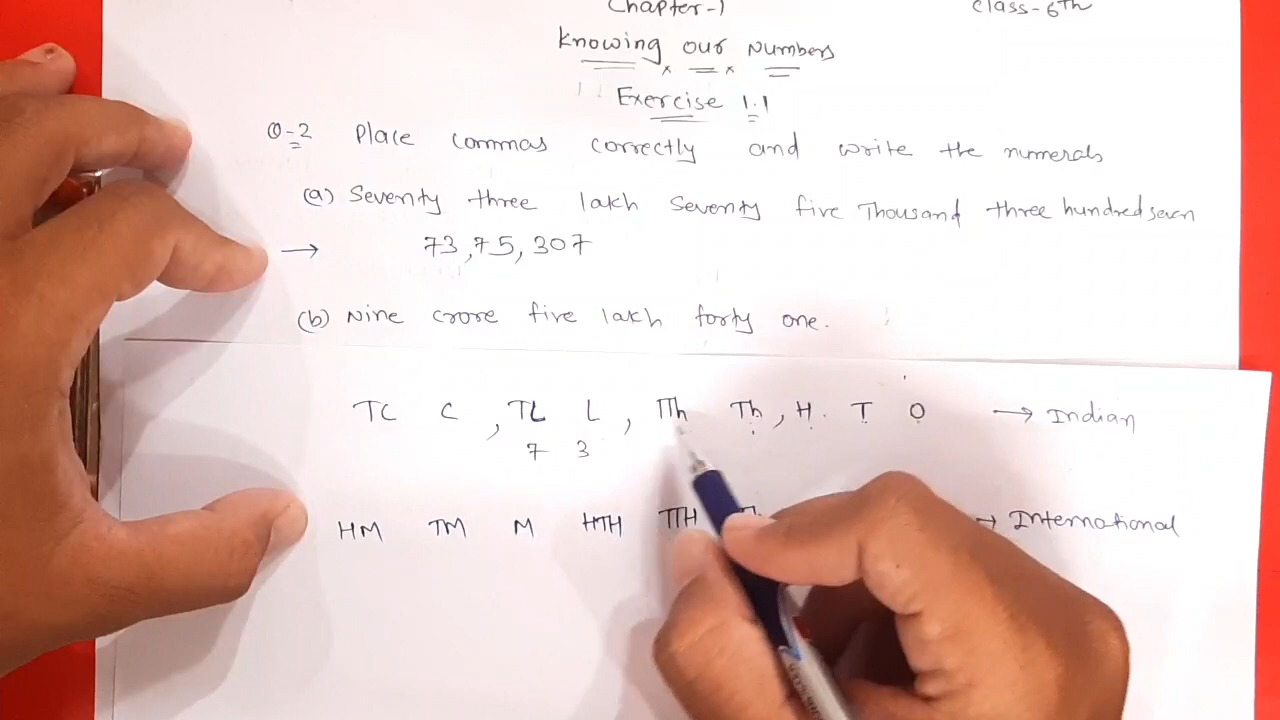 Chapter-1 Class-6th
Knowing our Numbers
Exercise 1.1
Q-2 Place commas correctly and write the numerals
(a) Seventy three lakh Seventy five Thousand three hundred seven
→ 73,75,307
(b) Nine crore five lakh forty one.
TC C , TL L , TTh Th , H T O → Indian
7 3
HM TM M HTH TTH → International